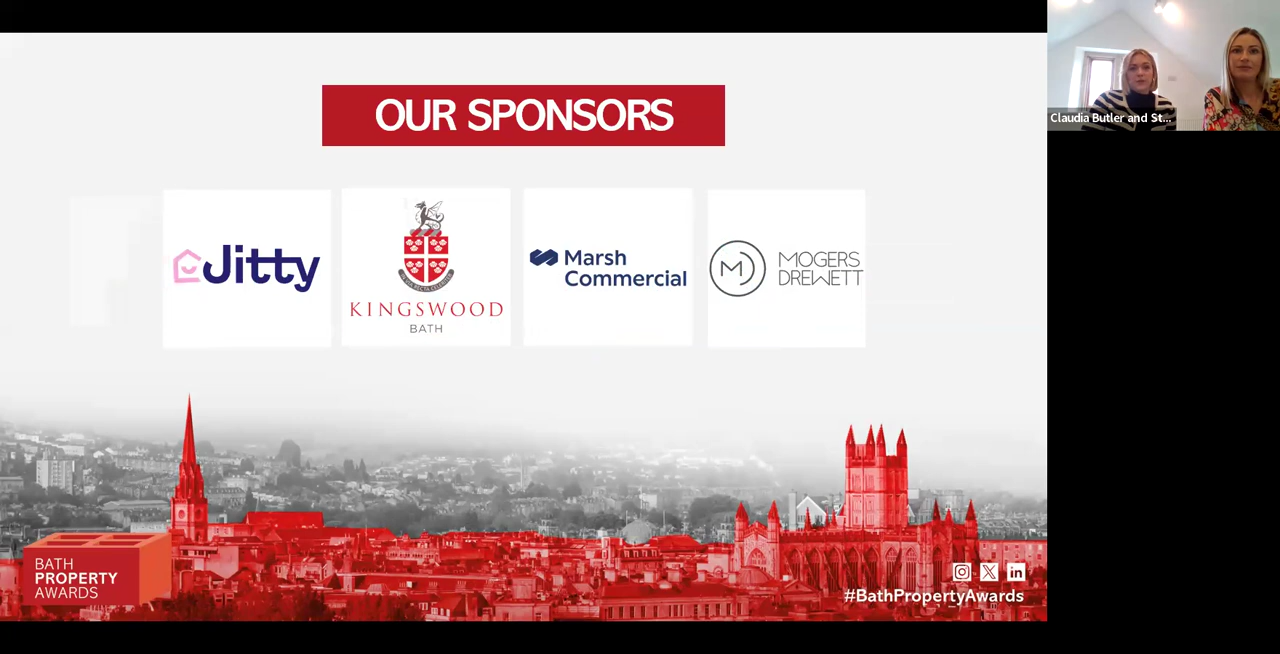 OUR SPONSORS
Claudia Butler and St...
Jitty
KINGSWOOD
BATH
Marsh
Commercial
MOGERS
DREWETT
BATH
PROPERTY
AWARDS
#BathPropertyAwards